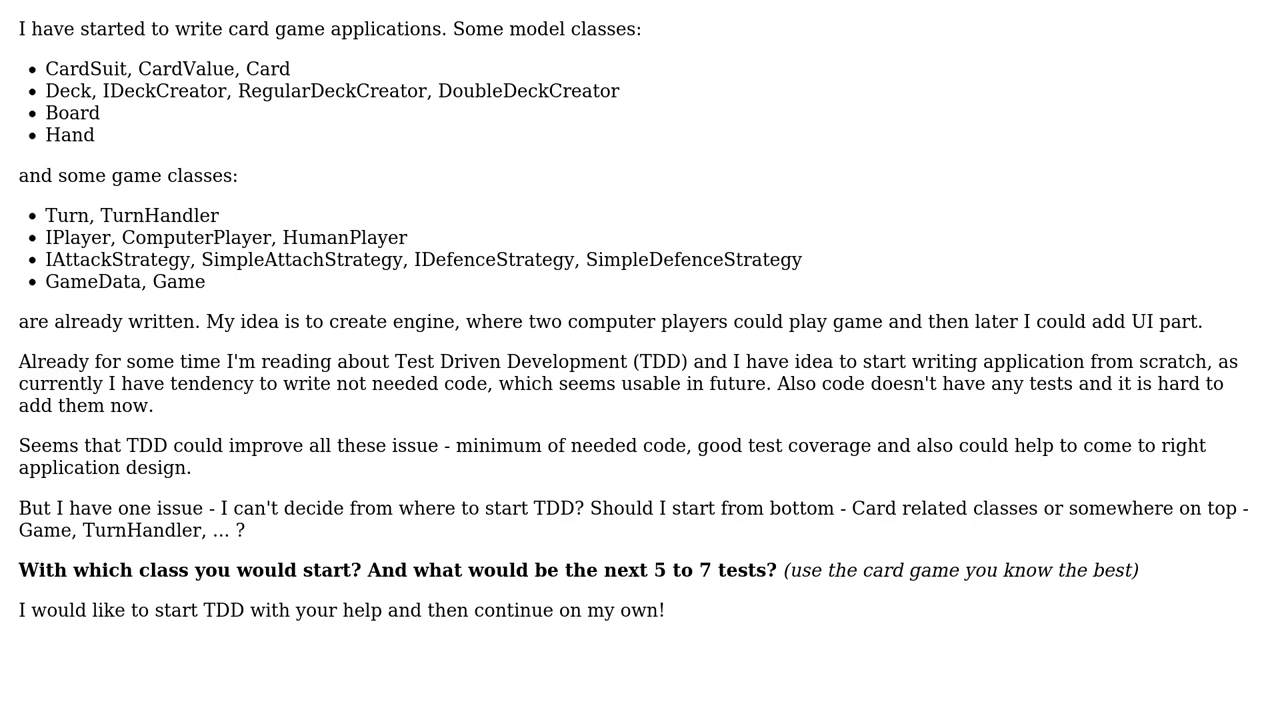 I have started to write card game applications. Some model classes:
• CardSuit, CardValue, Card
• Deck, IDeckCreator, RegularDeckCreator, DoubleDeckCreator
• Board
• Hand
and some game classes:
• Turn, TurnHandler
• IPlayer, ComputerPlayer, HumanPlayer
• IAttackStrategy, SimpleAttachStrategy, IDefenceStrategy, SimpleDefenceStrategy
• GameData, Game
are already written. My idea is to create engine, where two computer players could play game and then later I could add UI part.
Already for some time I'm reading about Test Driven Development (TDD) and I have idea to start writing application from scratch, as
currently I have tendency to write not needed code, which seems usable in future. Also code doesn't have any tests and it is hard to
add them now.
Seems that TDD could improve all these issue - minimum of needed code, good test coverage and also could help to come to right
application design.
But I have one issue - I can't decide from where to start TDD? Should I start from bottom - Card related classes or somewhere on top -
Game, TurnHandler, ... ?
With which class you would start? And what would be the next 5 to 7 tests? (use the card game you know the best)
I would like to start TDD with your help and then continue on my own!